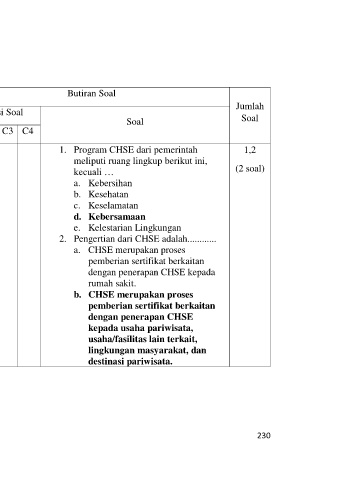 Butiran Soal
Jumlah
Soal
i Soal
Soal
C3 C4
1. Program CHSE dari pemerintah
meliputi ruang lingkup berikut ini,
kecuali …
a. Kebersihan
b. Kesehatan
c. Keselamatan
d. Kebersamaan
e. Kelestarian Lingkungan
2. Pengertian dari CHSE adalah............
a. CHSE merupakan proses
pemberian sertifikat berkaitan
dengan penerapan CHSE kepada
rumah sakit.
b. CHSE merupakan proses
pemberian sertifikat berkaitan
dengan penerapan CHSE
kepada usaha pariwisata,
usaha/fasilitas lain terkait,
lingkungan masyarakat, dan
destinasi pariwisata.
1,2
(2 soal)
230